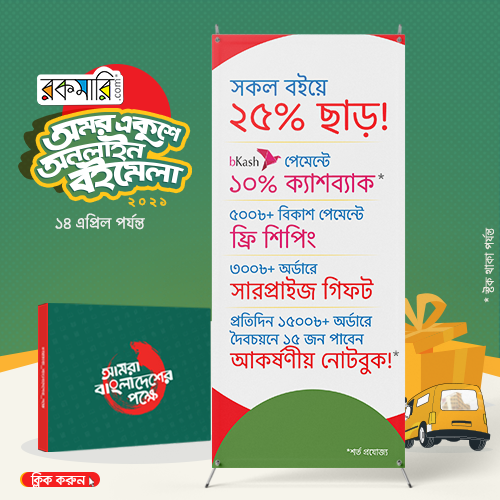 রকমারি.com
অমর একুশে
অনলাইন
বইমেলা
২০২১
১৪ এপ্রিল পর্যন্ত
সকল বইয়ে
২৫% ছাড়!
bKash পেমেন্টে
১০% ক্যাশব্যাক*
৫০০৳+ বিকাশ পেমেন্টে
ফ্রি শিপিং
৩০০৳+ অর্ডারে
সারপ্রাইজ গিফট
প্রতিদিন ১৫০০৳+ অর্ডারে
দৈবচয়নে ১৫ জন পাবেন
আকর্ষণীয় নোটবুক!*
*শর্ত প্রযোজ্য
* স্টক থাকা পর্যন্ত
আমরা
বাংলাদেশের
পক্ষে
ক্লিক করুন